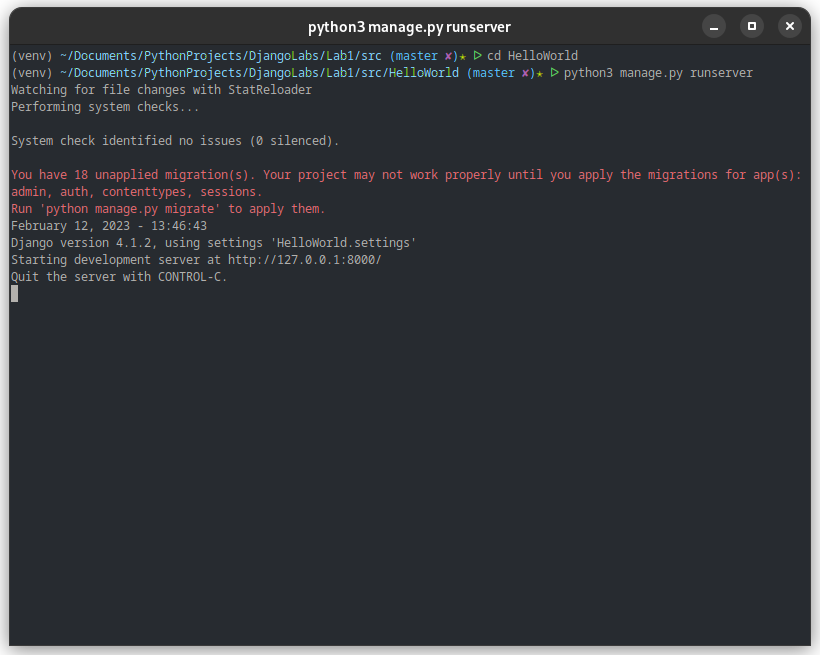 python3 manage.py runserver
(venv) ~/Documents/PythonProjects/DjangoLabs/Lab1/src (master ✘)★ ▷ cd HelloWorld
(venv) ~/Documents/PythonProjects/DjangoLabs/Lab1/src/HelloWorld (master ✘)★ ▷ python3 manage.py runserver
Watching for file changes with StatReloader
Performing system checks...
System check identified no issues (0 silenced).
You have 18 unapplied migration(s). Your project may not work properly until you apply the migrations for app(s):
admin, auth, contenttypes, sessions.
Run 'python manage.py migrate' to apply them.
February 12, 2023 - 13:46:43
Django version 4.1.2, using settings 'HelloWorld.settings'
Starting development server at http://127.0.0.1:8000/
Quit the server with CONTROL-C.